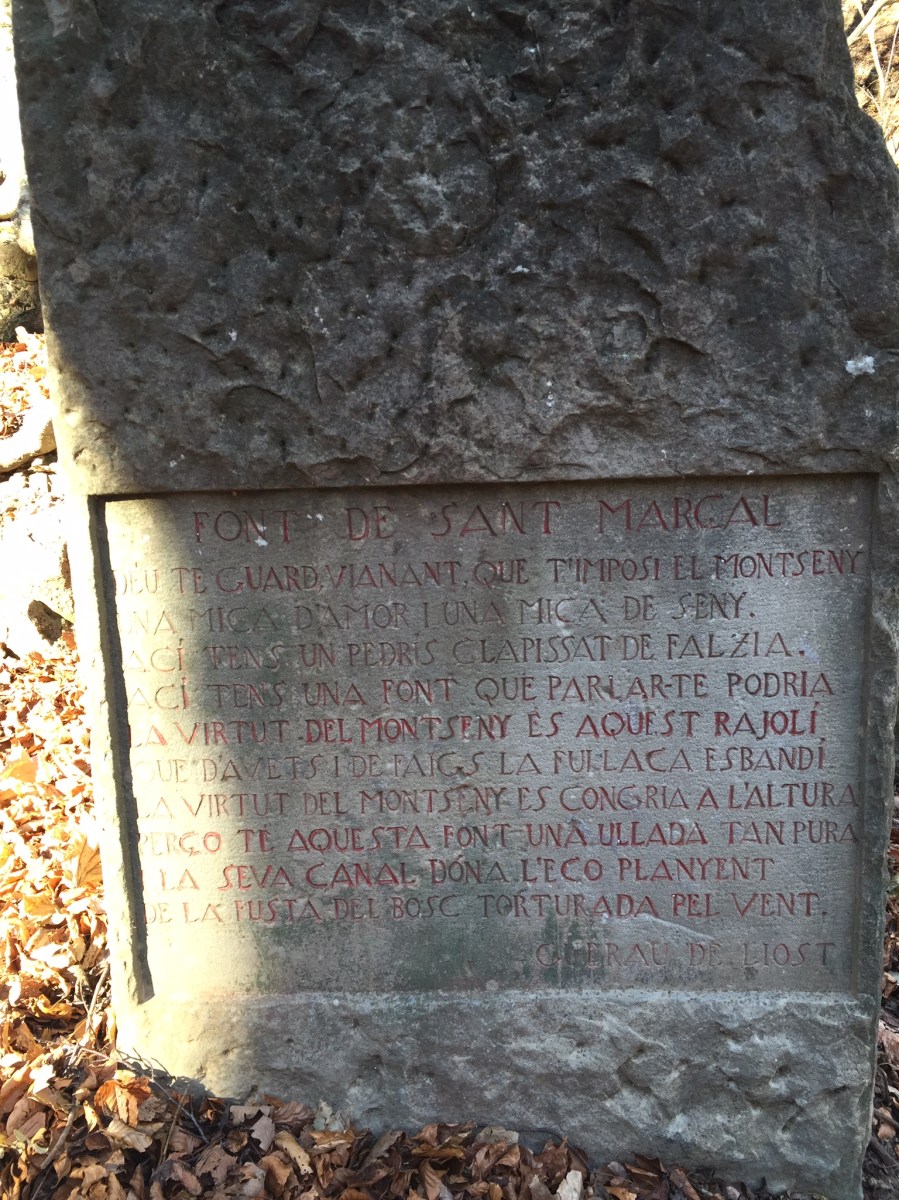 FONT DE SANT MARÇAL
DEU TE GUARD, VIANANT, QUE T'IMPOSI EL MONTSENY
UNA MICA D'AMOR I UNA MICA DE SENY.
ACÍ TENS UN PEDRÍS CLAPISSAT DE FALZIA.
ACÍ TENS UNA FONT QUE PARLAR-TE PODRIA
LA VIRTUT DEL MONTSENY ÉS AQUEST RAJOLÍ
QUE D'AVETS I DE FAIGS LA FULLACA ESBANDÍ.
LA VIRTUT DEL MONTSENY ES CONGRIA A L'ALTURA
PERÇO TÉ AQUESTA FONT UNA ULLADA TAN PURA
I LA SEVA CANAL DÓNA L'ECO PLANYENT
DE LA FUSTA DEL BOSC TORTURADA PEL VENT.
GUERAU DE LIOST